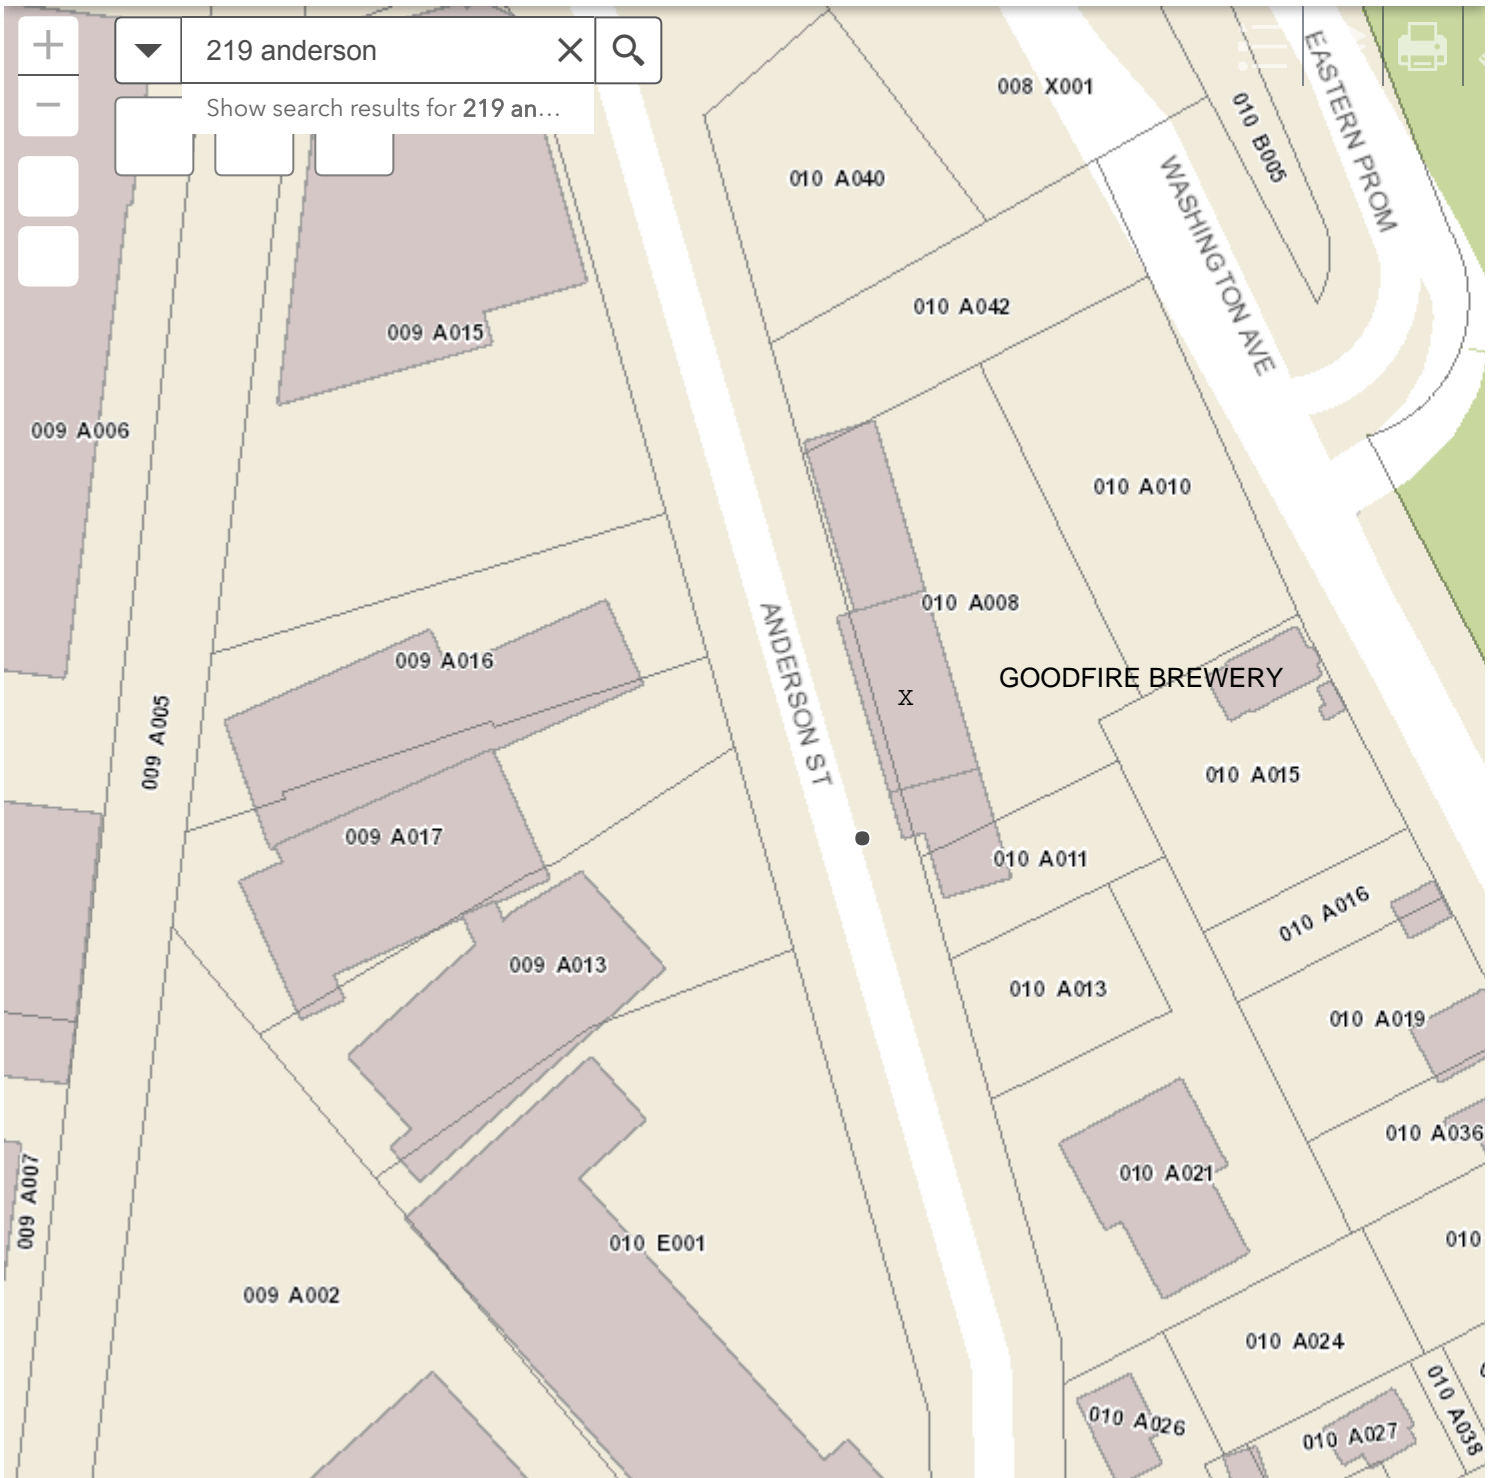 219 anderson
Show search results for 219 an...
008 X001
EASTERN PROM
010 B005
010 A040
WASHINGTON AVE
010 A042
009 A015
009 A006
010 A010
010 A008
ANDERSON ST
009 A016
GOODFIRE BREWERY
X
009 A005
010 A015
009 A017
010 A011
010 A016
009 A013
010 A013
010 A019
010 A036
010 A021
009 A007
010 E001
010
009 A002
010 A024
010 A038
010 A026
010 A027